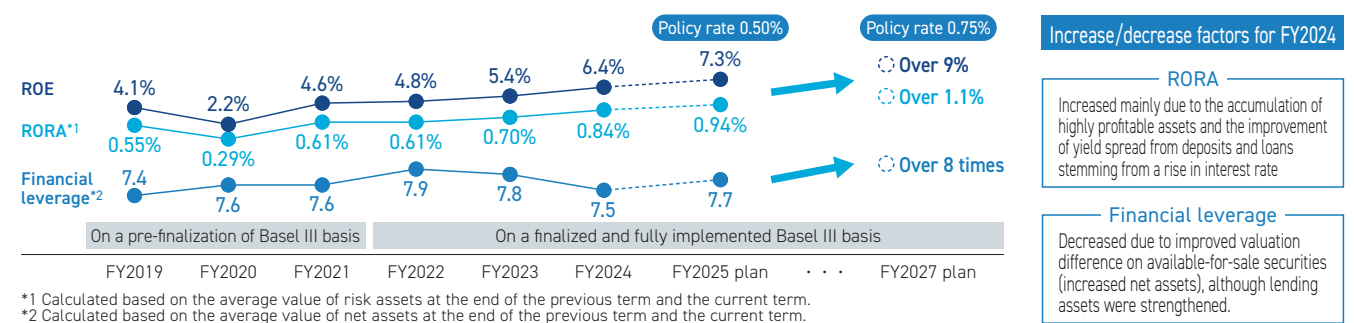 Policy rate 0.50%
Policy rate 0.75%
ROE
4.1%
2.2%
4.6%
4.8%
5.4%
6.4%
7.3%
Over 9%
RORA*1
0.55%
0.29%
0.61%
0.61%
0.70%
0.84%
0.94%
Over 1.1%
Financial
leverage*2
7.4
7.6
7.6
7.9
7.8
7.5
7.7
Over 8 times
On a pre-finalization of Basel III basis
On a finalized and fully implemented Basel III basis
FY2019
FY2020
FY2021
FY2022
FY2023
FY2024
FY2025 plan
· · ·
FY2027 plan
*1 Calculated based on the average value of risk assets at the end of the previous term and the current term.
*2 Calculated based on the average value of net assets at the end of the previous term and the current term.
Increase/decrease factors for FY2024
RORA
Increased mainly due to the accumulation of
highly profitable assets and the improvement
of yield spread from deposits and loans
stemming from a rise in interest rate
Financial leverage
Decreased due to improved valuation
difference on available-for-sale securities
(increased net assets), although lending
assets were strengthened.